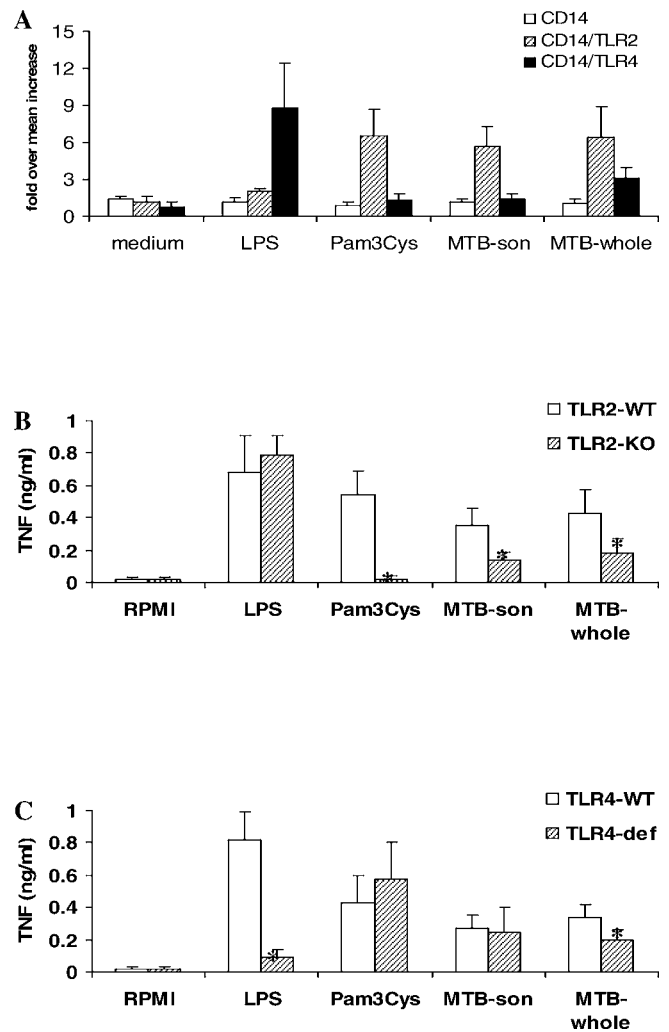 A
CD14
CD14/TLR2
CD14/TLR4
fold over mean increase
15
12
9
6
3
0
medium LPS Pam3Cys MTB-son MTB-whole
B
TLR2-WT
TLR2-KO
TNF (ng/ml)
1
0.8
0.6
0.4
0.2
0
* * *
RPMI LPS Pam3Cys MTB-son MTB-
whole
C
TLR4-WT
TLR4-def
TNF (ng/ml)
1
0.8
0.6
0.4
0.2
0
* *
RPMI LPS Pam3Cys MTB-son MTB-
whole